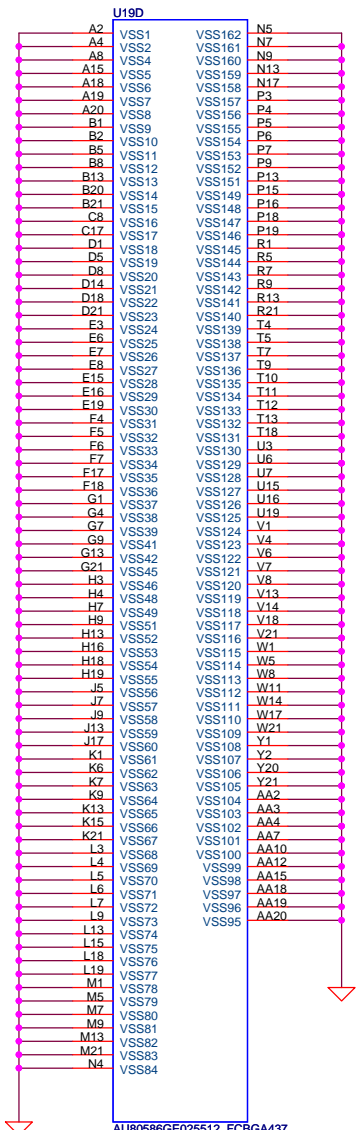 U19D
A2 VSS1 VSS162 N5
A4 VSS2 VSS161 N7
A8 VSS4 VSS160 N9
A15 VSS5 VSS159 N13
A18 VSS6 VSS158 N17
A19 VSS7 VSS157 P3
A20 VSS8 VSS156 P4
B1 VSS9 VSS155 P5
B2 VSS10 VSS154 P6
B5 VSS11 VSS153 P7
B8 VSS12 VSS152 P9
B13 VSS13 VSS151 P13
B20 VSS14 VSS149 P15
B21 VSS15 VSS148 P16
C8 VSS16 VSS147 P18
C17 VSS17 VSS146 P19
D1 VSS18 VSS145 R1
D5 VSS19 VSS144 R5
D8 VSS20 VSS143 R7
D14 VSS21 VSS142 R9
D18 VSS22 VSS141 R13
D21 VSS23 VSS140 R21
E3 VSS24 VSS139 T4
E6 VSS25 VSS138 T5
E7 VSS26 VSS137 T7
E8 VSS27 VSS136 T9
E15 VSS28 VSS135 T10
E16 VSS29 VSS134 T11
E19 VSS30 VSS133 T12
F4 VSS31 VSS132 T13
F5 VSS32 VSS131 T18
F6 VSS33 VSS130 U3
F7 VSS34 VSS129 U6
F17 VSS35 VSS128 U7
F18 VSS36 VSS127 U15
G1 VSS37 VSS126 U16
G4 VSS38 VSS125 U19
G7 VSS39 VSS124 V1
G9 VSS41 VSS123 V4
G13 VSS42 VSS122 V6
G21 VSS45 VSS121 V7
H3 VSS46 VSS120 V8
H4 VSS48 VSS119 V13
H7 VSS49 VSS118 V14
H9 VSS51 VSS117 V18
H13 VSS52 VSS116 V21
H16 VSS53 VSS115 W1
H18 VSS54 VSS114 W5
H19 VSS55 VSS113 W8
J5 VSS56 VSS112 W11
J7 VSS57 VSS111 W14
J9 VSS58 VSS110 W17
J13 VSS59 VSS109 W21
J17 VSS60 VSS108 Y1
K1 VSS61 VSS107 Y2
K6 VSS62 VSS106 Y20
K7 VSS63 VSS105 Y21
K9 VSS64 VSS104 AA2
K13 VSS65 VSS103 AA3
K15 VSS66 VSS102 AA4
K21 VSS67 VSS101 AA7
L3 VSS68 VSS100 AA10
L4 VSS69 VSS99 AA12
L5 VSS70 VSS98 AA15
L6 VSS71 VSS97 AA18
L7 VSS72 VSS96 AA19
L9 VSS73 VSS95 AA20
L13 VSS74
L15 VSS75
L18 VSS76
L19 VSS77
M1 VSS78
M5 VSS79
M7 VSS80
M9 VSS81
M13 VSS82
M21 VSS83
N4 VSS84
AU80586GE025512_FCBGA437